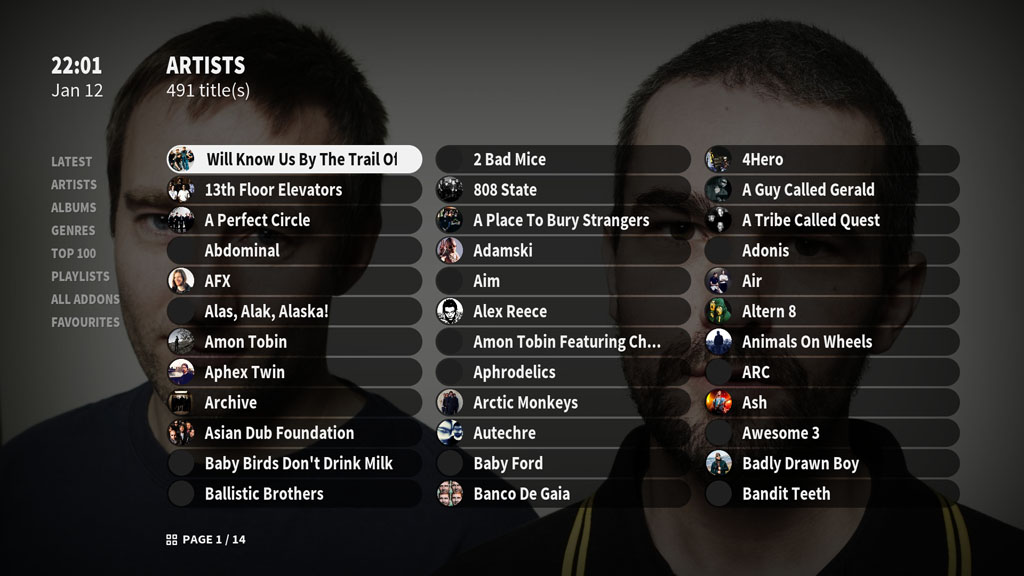 22:01
Jan 12
ARTISTS
491 title(s)
LATEST
ARTISTS
ALBUMS
GENRES
TOP 100
PLAYLISTS
ALL ADDONS
FAVOURITES
Will Know Us By The Trail Of
2 Bad Mice
4Hero
13th Floor Elevators
808 State
A Guy Called Gerald
A Perfect Circle
A Place To Bury Strangers
A Tribe Called Quest
Abdominal
Adamski
Adonis
AFX
Aim
Air
Alas, Alak, Alaska!
Alex Reece
Altern 8
Amon Tobin
Amon Tobin Featuring Ch...
Animals On Wheels
Aphex Twin
Aphrodelics
ARC
Archive
Arctic Monkeys
Ash
Asian Dub Foundation
Autechre
Awesome 3
Baby Birds Don't Drink Milk
Baby Ford
Badly Drawn Boy
Ballistic Brothers
Banco De Gaia
Bandit Teeth
PAGE 1 / 14